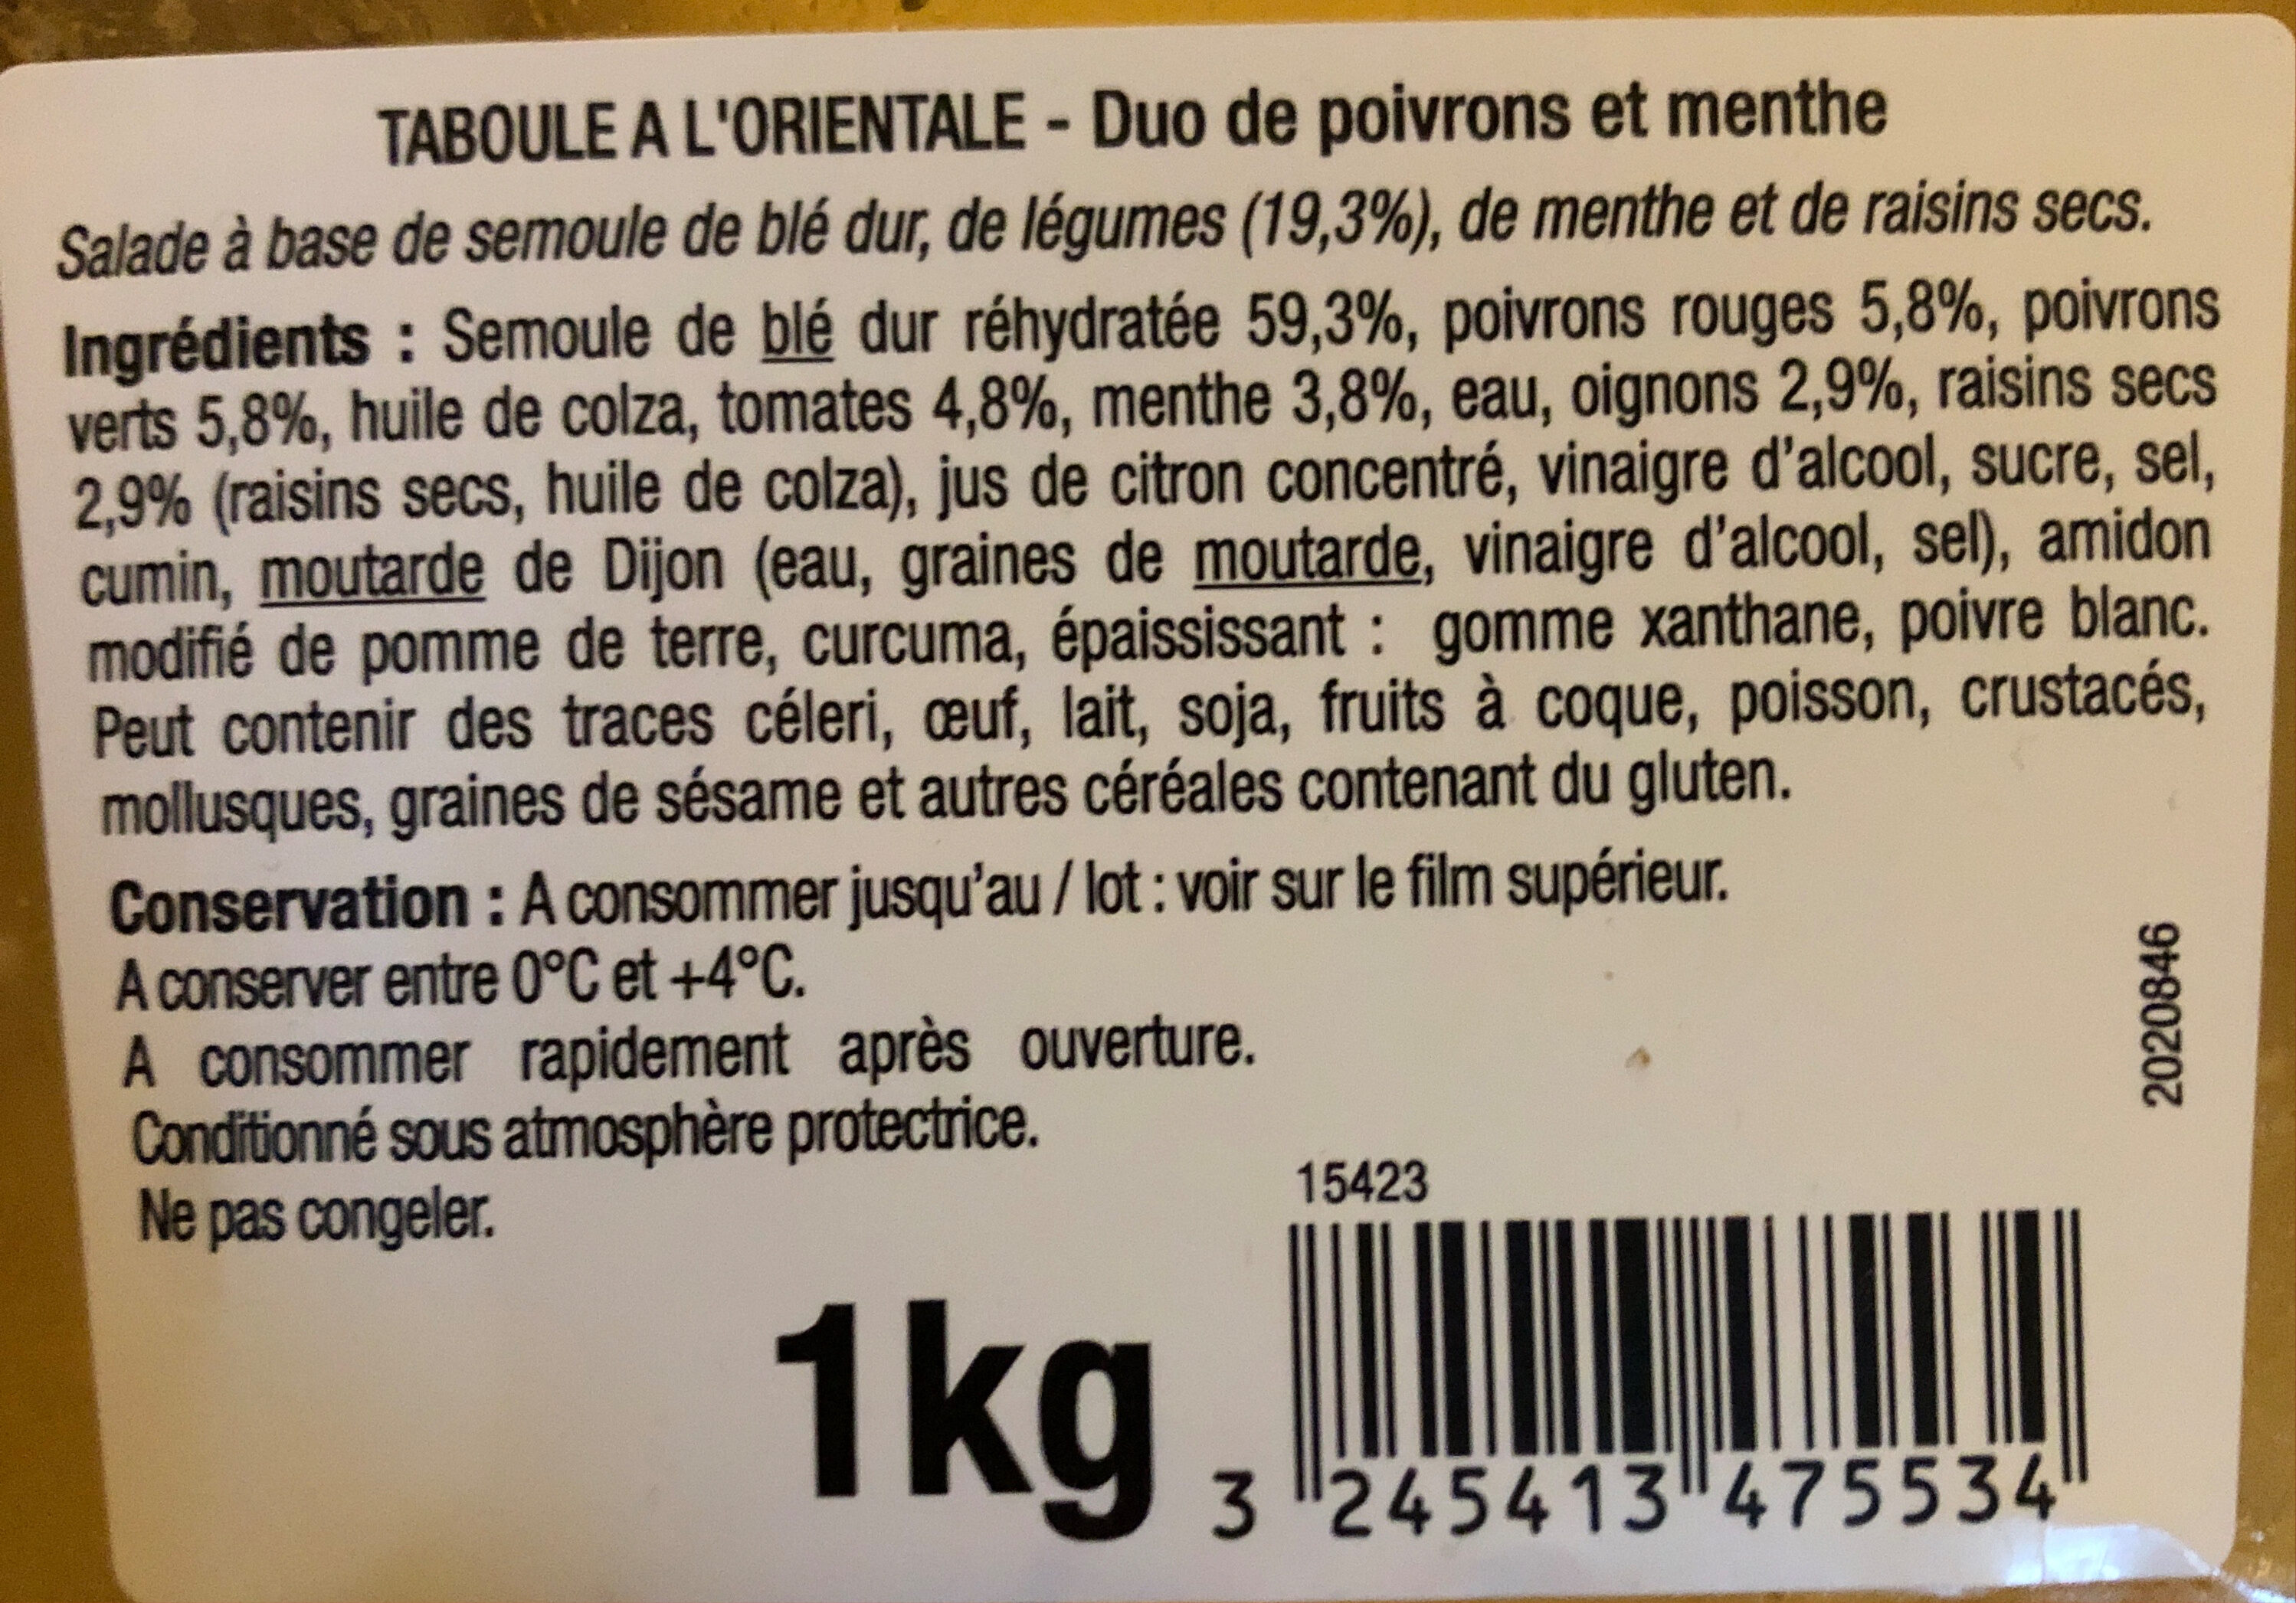 TABOULE A L'ORIENTALE - Duo de poivrons et menthe
Salade à base de semoule de blé dur, de légumes (19,3%), de menthe et de raisins secs.
Ingrédients : Semoule de blé dur réhydratée 59,3%, poivrons rouges 5,8%, poivrons
verts 5,8%, huile de colza, tomates 4,8%, menthe 3,8%, eau, oignons 2,9%, raisins secs
2,9% (raisins secs, huile de colza), jus de citron concentré, vinaigre d’alcool, sucre, sel,
cumin, moutarde de Dijon (eau, graines de moutarde, vinaigre d’alcool, sel), amidon
modifié de pomme de terre, curcuma, épaississant : gomme xanthane, poivre blanc.
Peut contenir des traces céleri, œuf, lait, soja, fruits à coque, poisson, crustacés,
mollusques, graines de sésame et autres céréales contenant du gluten.
Conservation : A consommer jusqu’au / lot : voir sur le film supérieur.
A conserver entre 0°C et +4°C.
A consommer rapidement après ouverture.
Conditionné sous atmosphère protectrice.
Ne pas congeler.
2020846
15423
1kg
3 245413 475534